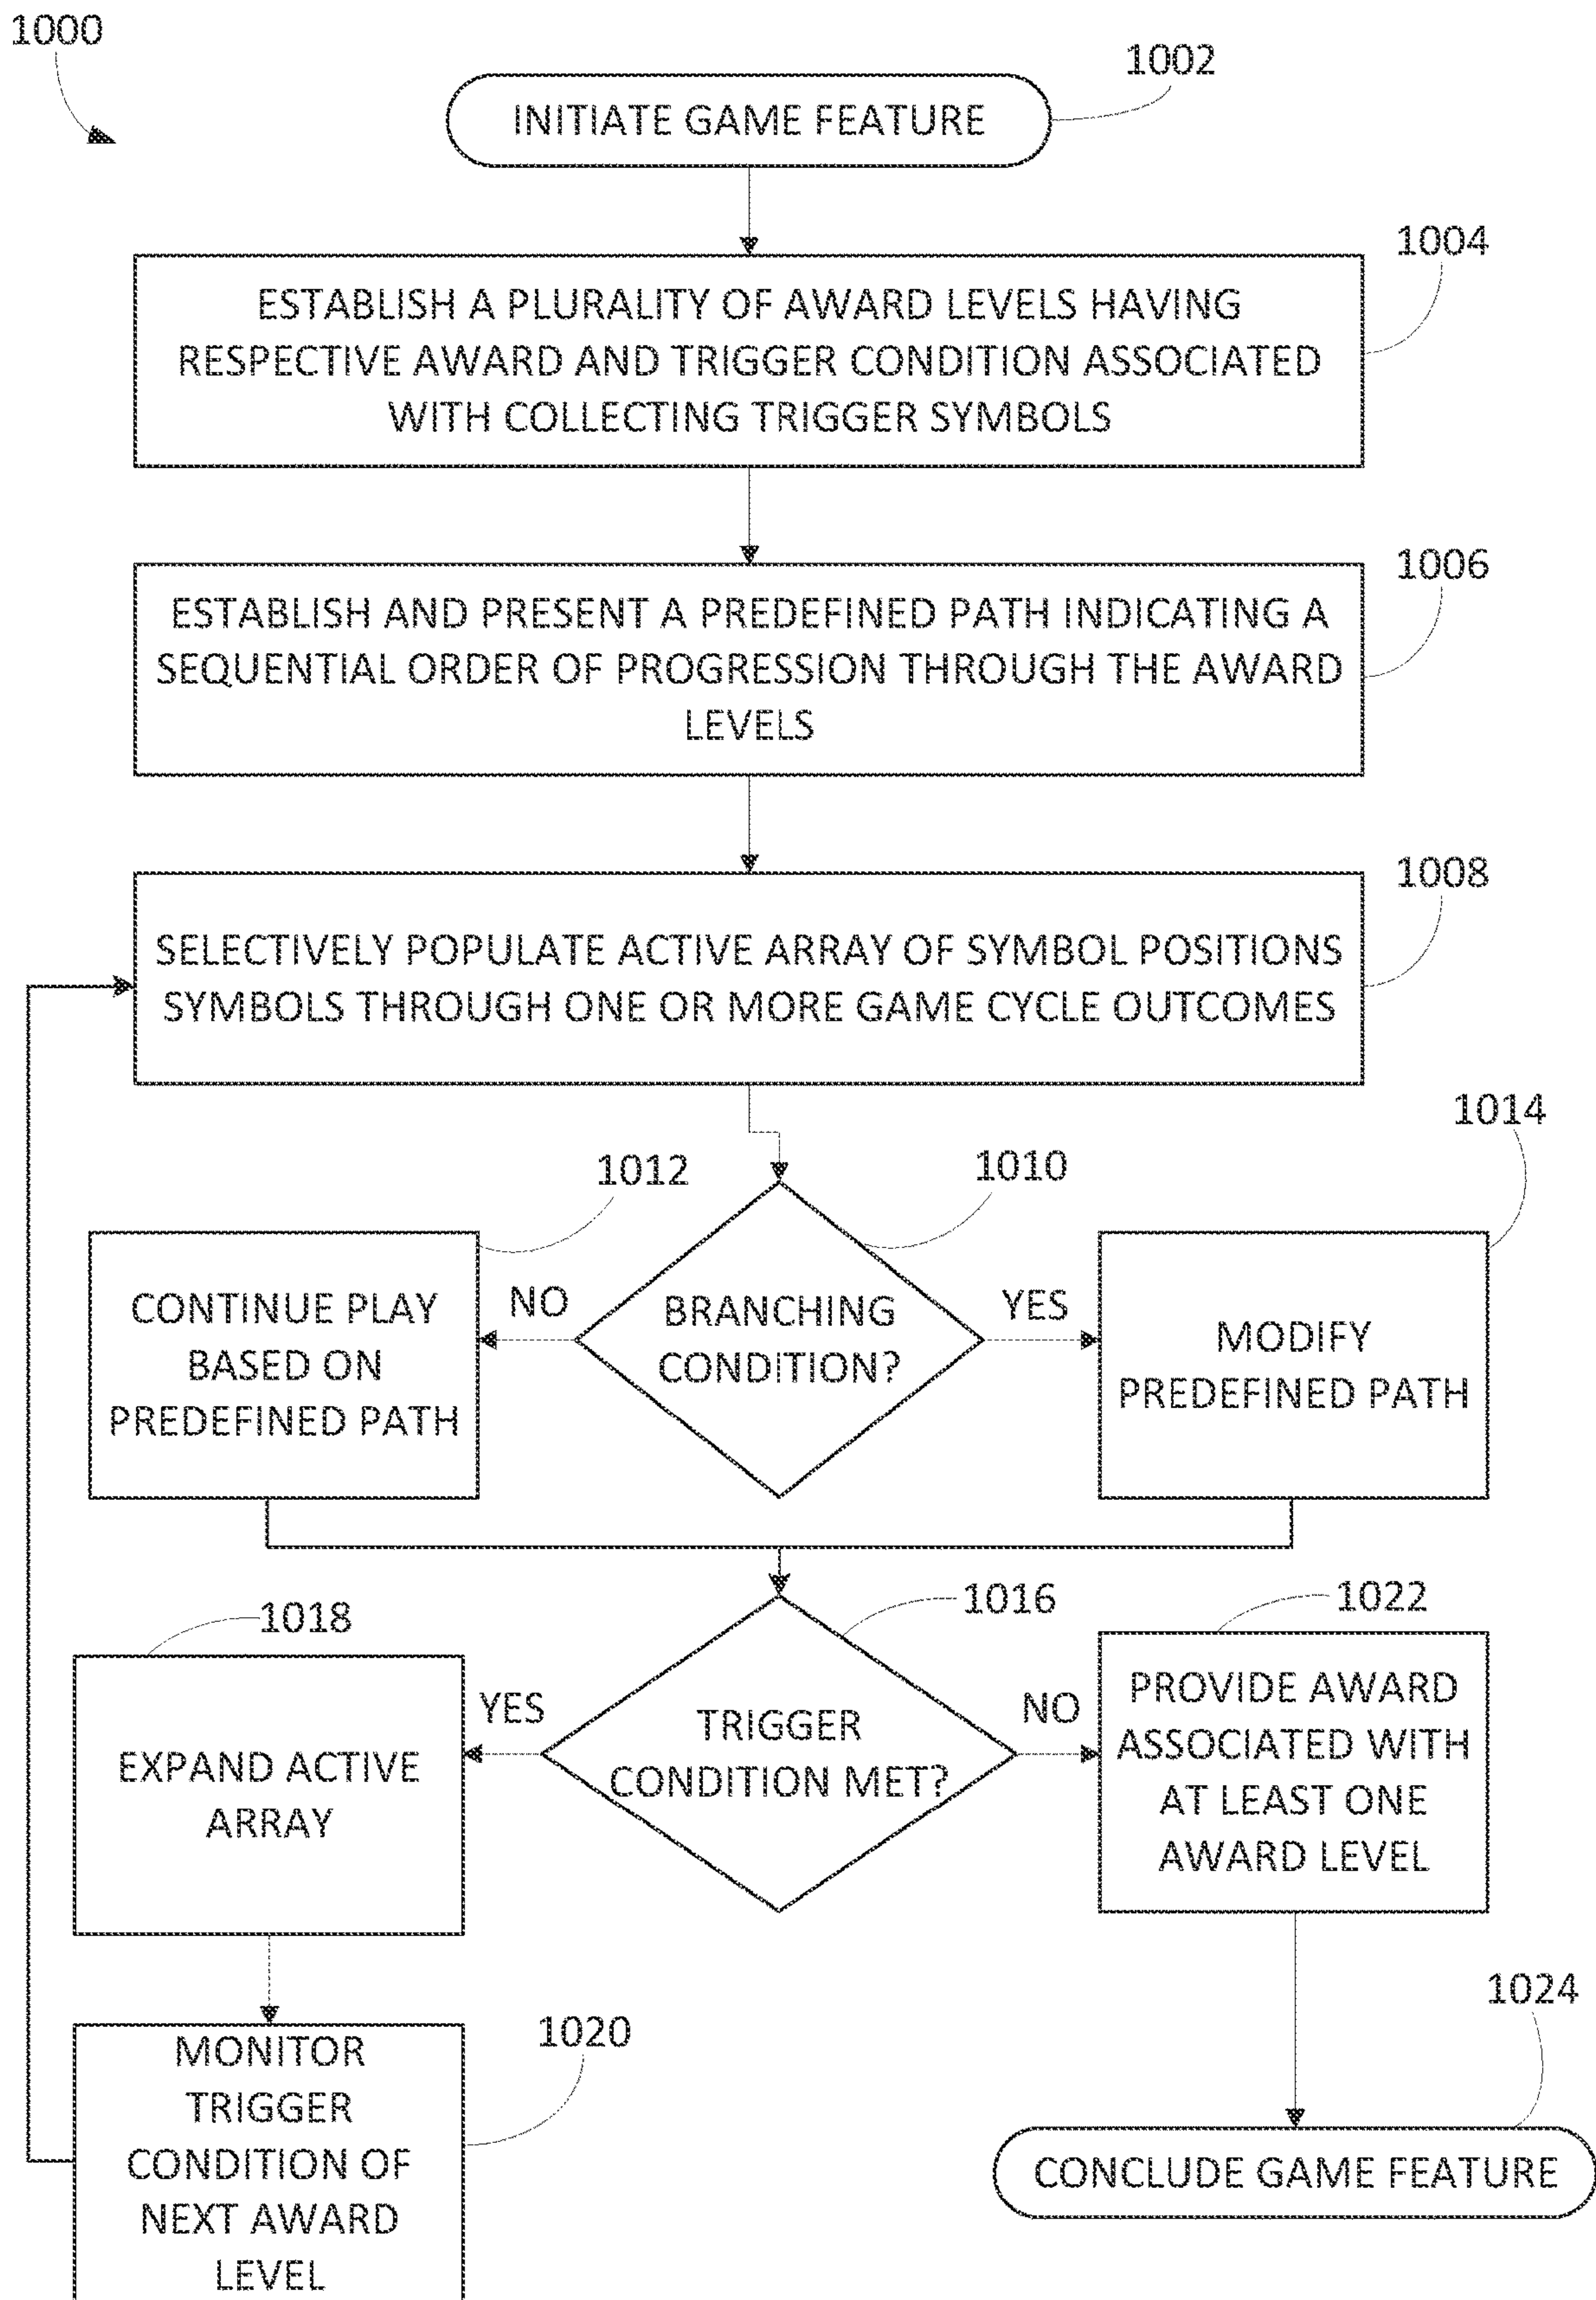 1000
1002
INITIATE GAME FEATURE
1004
ESTABLISH A PLURALITY OF AWARD LEVELS HAVING
RESPECTIVE AWARD AND TRIGGER CONDITION ASSOCIATED
WITH COLLECTING TRIGGER SYMBOLS
1006
ESTABLISH AND PRESENT A PREDEFINED PATH INDICATING A
SEQUENTIAL ORDER OF PROGRESSION THROUGH THE AWARD
LEVELS
1008
SELECTIVELY POPULATE ACTIVE ARRAY OF SYMBOL POSITIONS
SYMBOLS THROUGH ONE OR MORE GAME CYCLE OUTCOMES
1012
1010
1014
CONTINUE PLAY
BASED ON
PREDEFINED PATH
NO
BRANCHING
CONDITION?
YES
MODIFY
PREDEFINED PATH
1018
1016
1022
EXPAND ACTIVE
ARRAY
YES
TRIGGER
CONDITION MET?
NO
PROVIDE AWARD
ASSOCIATED WITH
AT LEAST ONE
AWARD LEVEL
1020
MONITOR
TRIGGER
CONDITION OF
NEXT AWARD
LEVEL
1024
CONCLUDE GAME FEATURE